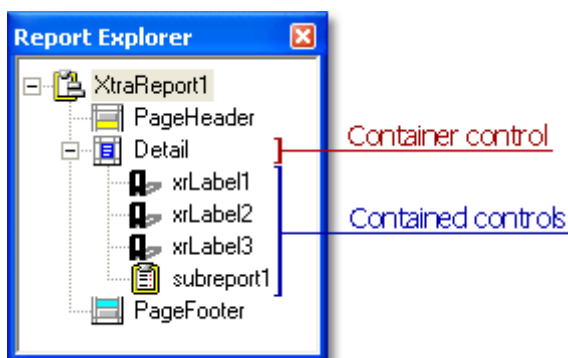 Report Explorer
XtraReport1
PageHeader
Detail
Container control
xrLabel1
xrLabel2
Contained controls
xrLabel3
subreport1
PageFooter